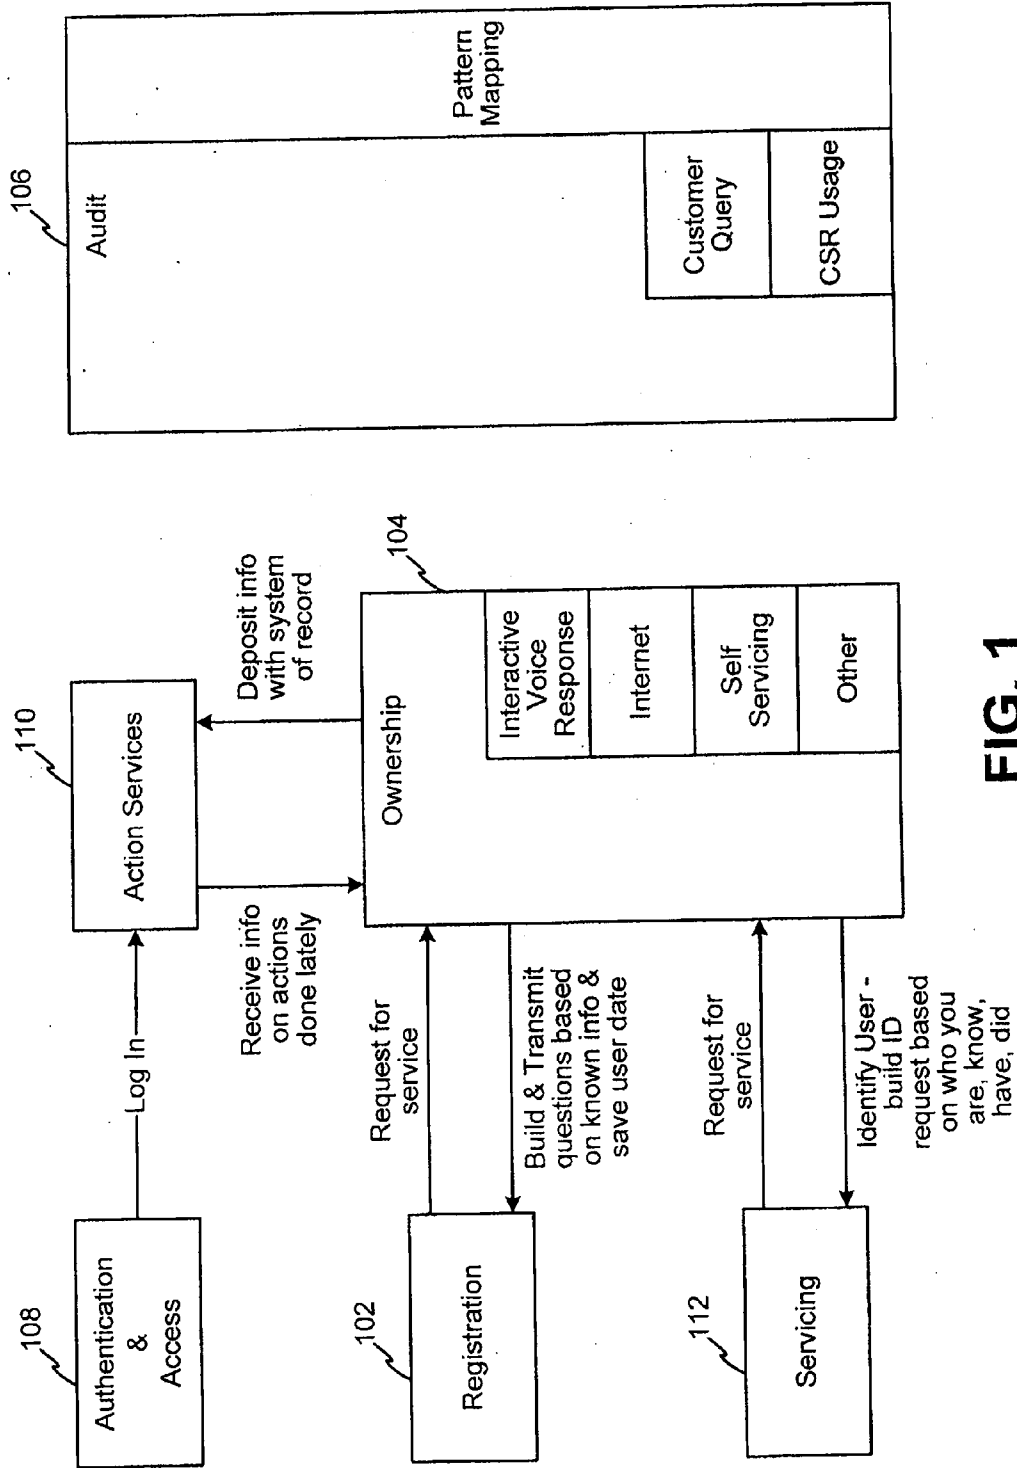 108
Authentication
&
Access
Log In
110
Action Services
Receive info
on actions
done lately
Deposit info
with system
of record
102
Registration
Request for
service
Build & Transmit
questions based
on known info &
save user date
104
Ownership
Interactive
Voice
Response
Internet
Self
Servicing
Other
112
Servicing
Request for
service
Identify User -
build ID
request based
on who you
are, know,
have, did
106
Audit
Customer
Query
CSR Usage
Pattern
Mapping
FIG. 1